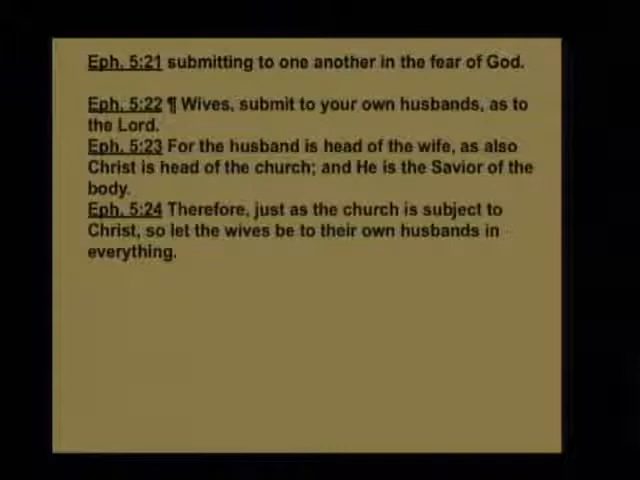 Eph. 5:21 submitting to one another in the fear of God.
Eph. 5:22 ¶ Wives, submit to your own husbands, as to
the Lord.
Eph. 5:23 For the husband is head of the wife, as also
Christ is head of the church; and He is the Savior of the
body.
Eph. 5:24 Therefore, just as the church is subject to
Christ, so let the wives be to their own husbands in
everything.